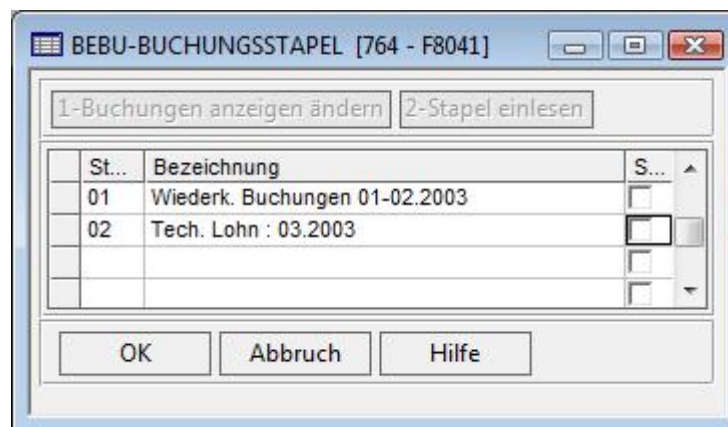 BEBU-BUCHUNGSSTAPEL [764 - F8041]
1-Buchungen anzeigen ändern 2-Stapel einlesen
St... Bezeichnung S...
01 Wiederk. Buchungen 01-02.2003
02 Tech. Lohn : 03.2003
OK Abbruch Hilfe